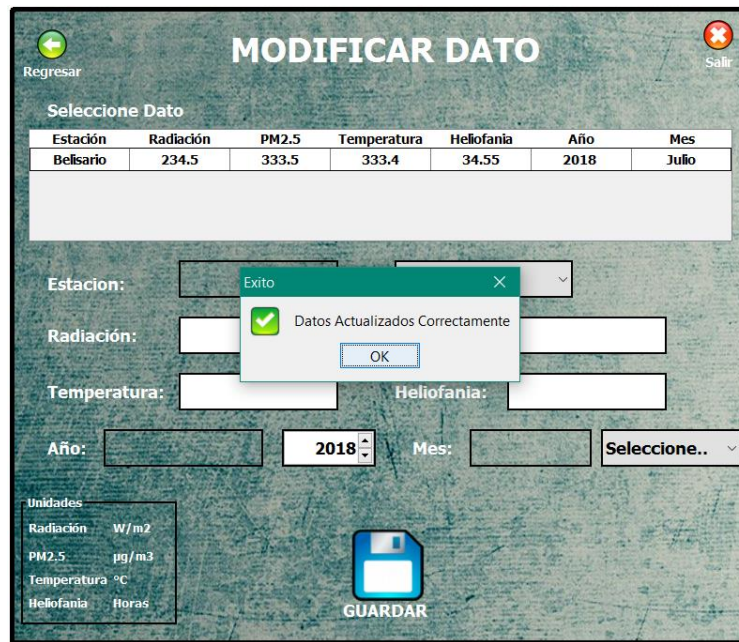 MODIFICAR DATO
Regresar
Salir
Seleccione Dato
Estación Radiación PM2.5 Temperatura Heliofania Año Mes
Belisario 234.5 333.5 333.4 34.55 2018 Julio
Exito
Estacion:
Datos Actualizados Correctamente
Radiación:
OK
Temperatura: Heliofania:
Año: 2018 Mes: Seleccione..
Unidades
Radiación W/m2
PM2.5 µg/m3
Temperatura °C
Heliofania Horas
GUARDAR